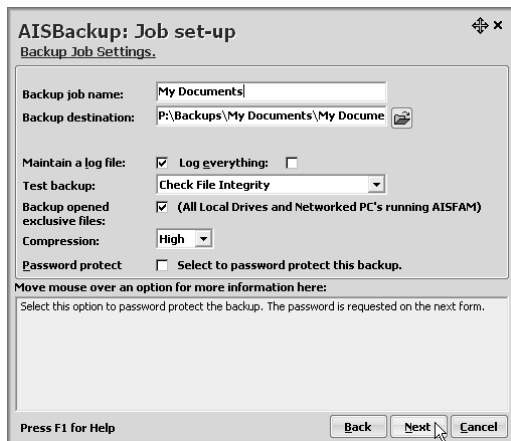 AISBackup: Job set-up
Backup Job Settings.
Backup job name: My Documents
Backup destination: P:\Backups\My Documents\My Docume
Maintain a log file: Log everything:
Test backup: Check File Integrity
Backup opened exclusive files: (All Local Drives and Networked PC's running AISFAM)
Compression: High
Password protect Select to password protect this backup.
Move mouse over an option for more information here:
Select this option to password protect the backup. The password is requested on the next form.
Press F1 for Help Back Next Cancel